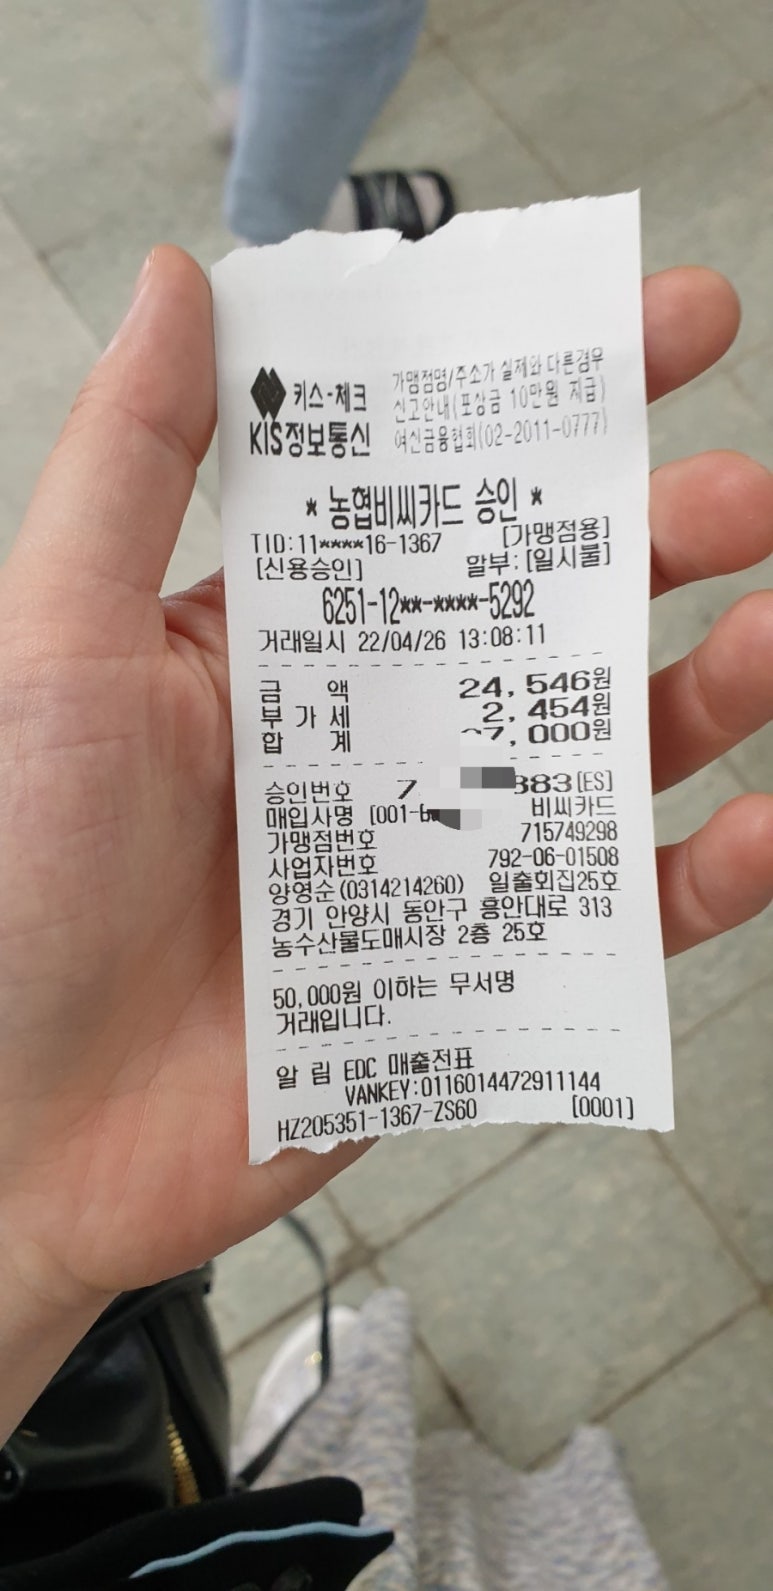 키스-체크
KIS정보통신
가맹점명/주소가 실제와 다른경우
신고안내(포상금 10만원 지급)
여신금융협회(02-2011-0777)
* 농협비씨카드 승인 *
TID:11****16-1367 [가맹점용]
[신용승인] 할부:[일시불]
6251-12**-****-5292
거래일시 22/04/26 13:08:11
금 액 24,546원
부 가 세 2,454원
합 계 7,000원
승인번호 7 883[ES]
매입사명 [001- 비씨카드
가맹점번호 715749298
사업자번호 792-06-01508
양영순(0314214260) 일출회집25호
경기 안양시 동안구 흥안대로 313
농수산물도매시장 2층 25호
50,000원 이하는 무서명
거래입니다.
알 림 EDC 매출전표
VANKEY:0116014472911144
HZ205351-1367-ZS60 [0001]